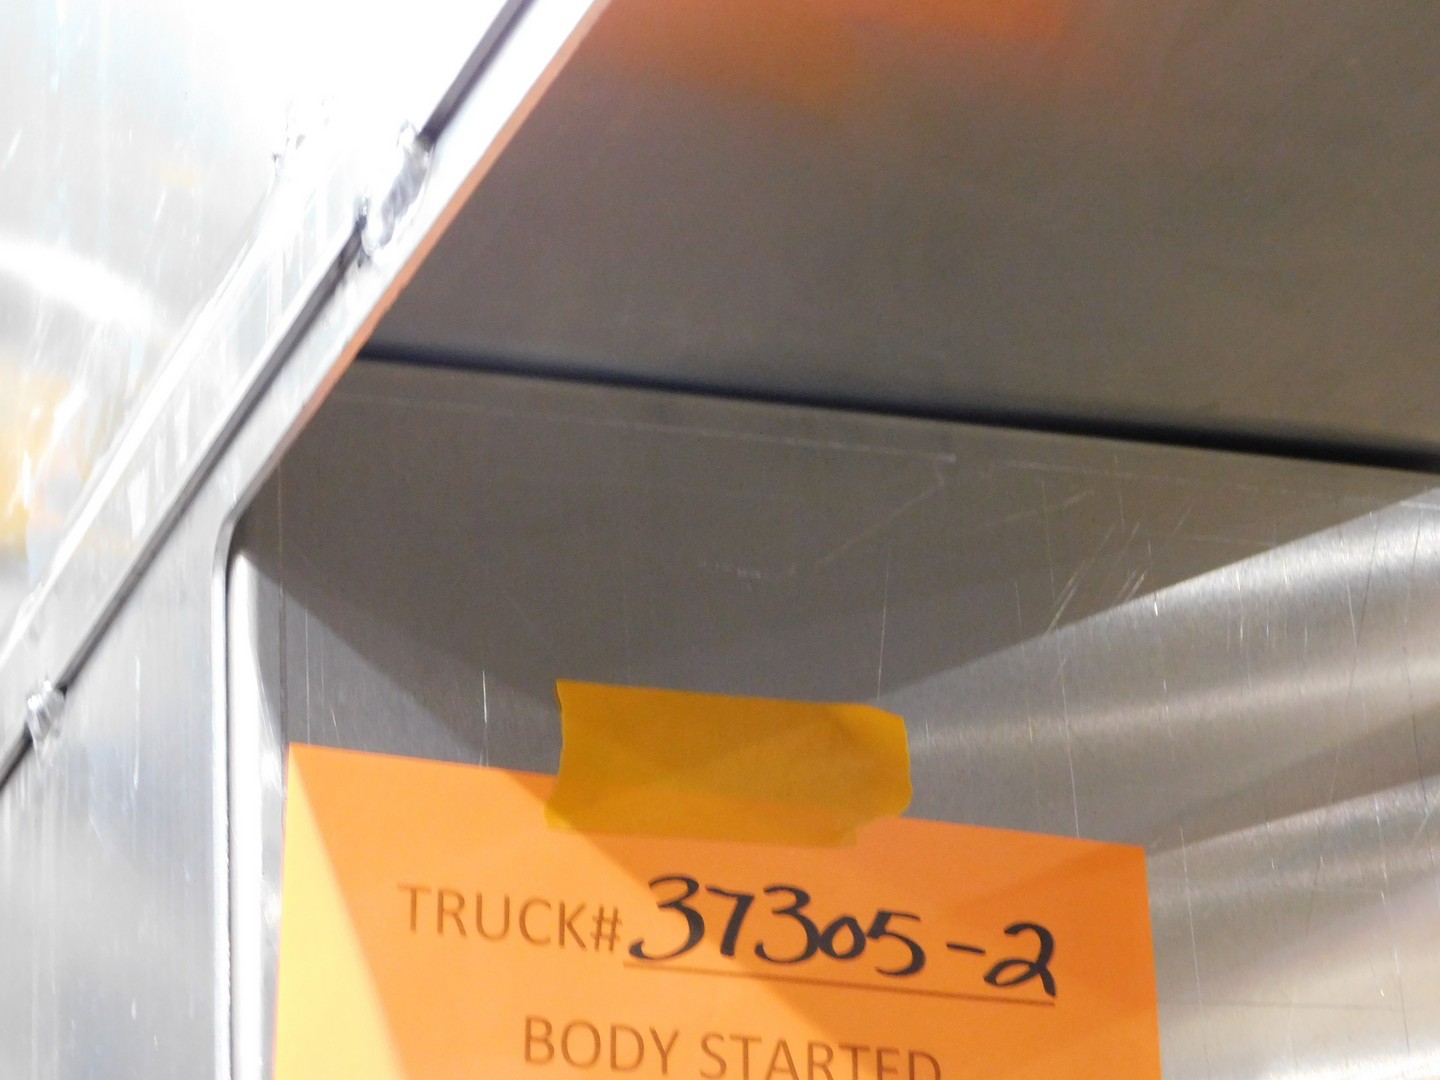 TRUCK# 37305-2
BODY STARTED